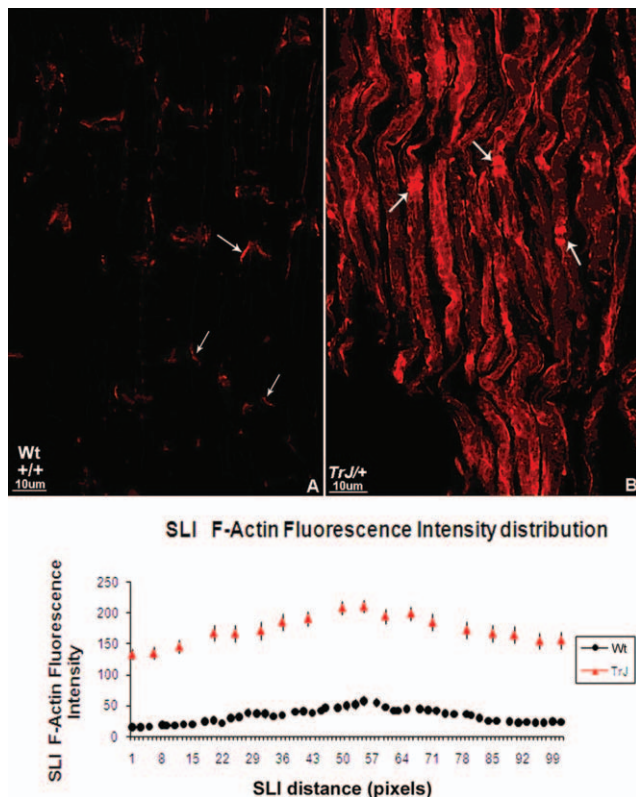 Wt
+/+
10um
A
TrJ/+
10um
B
SLI F-Actin Fluorescence Intensity distribution
SLI F-Actin Fluorescence
Intensity
250
200
150
100
50
0
1 8 15 22 29 36 43 50 57 64 71 78 85 92 99
SLI distance (pixels)
Wt
TrJ